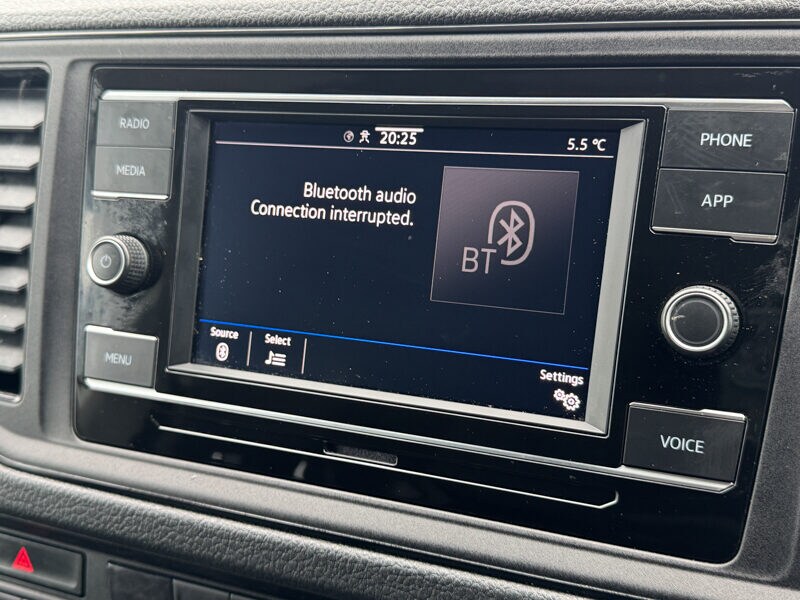 RADIO
MEDIA
MENU
20:25
5.5 °C
Bluetooth audio
Connection interrupted.
BT
Source
Select
Settings
PHONE
APP
VOICE